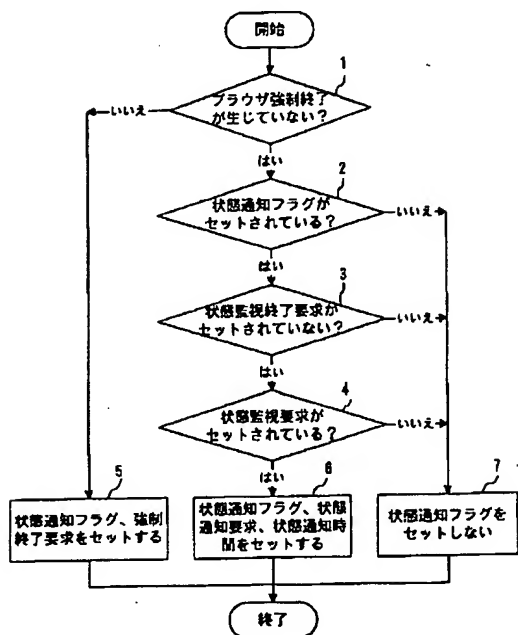 開始
1
ブラウザ強制終了
が生じていない?
いいえ
はい
2
状態通知フラグが
セットされている?
いいえ
はい
3
状態監視終了要求が
セットされていない?
いいえ
はい
4
状態監視要求が
セットされている?
いいえ
はい
5
状態通知フラグ、強制
終了要求をセットする
6
状態通知フラグ、状態
通知要求、状態通知時
間をセットする
7
状態通知フラグを
セットしない
終了